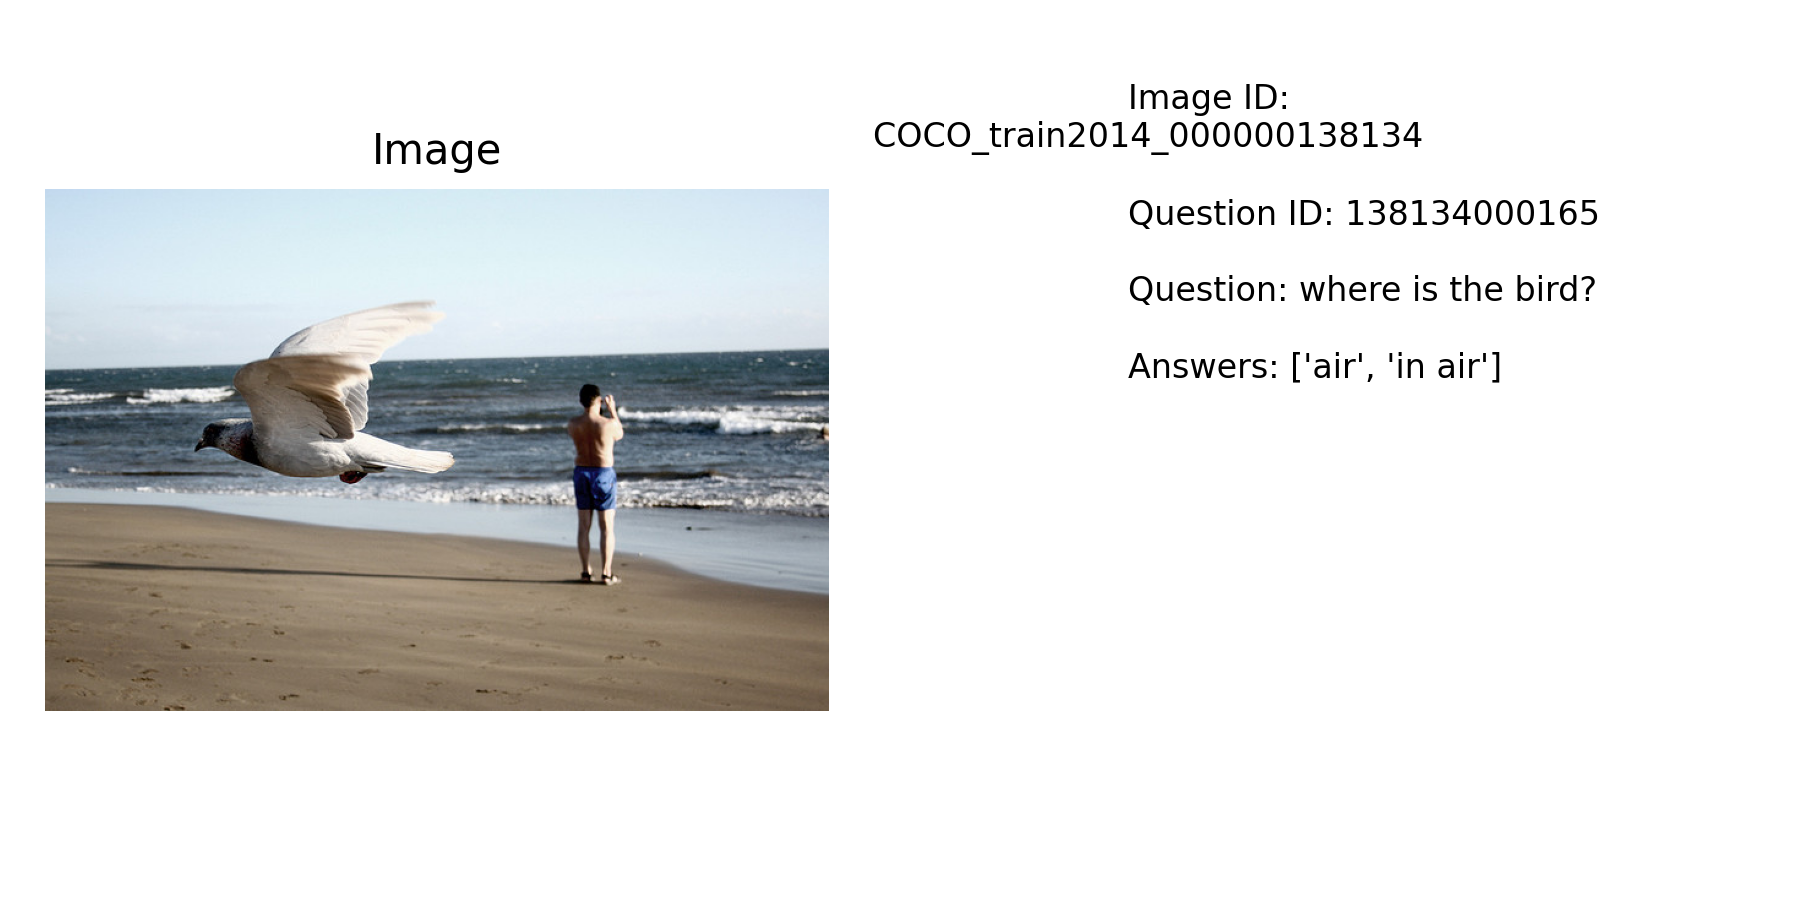 Image
Image ID:
COCO_train2014_000000138134
Question ID: 138134000165
Question: where is the bird?
Answers: ['air', 'in air']